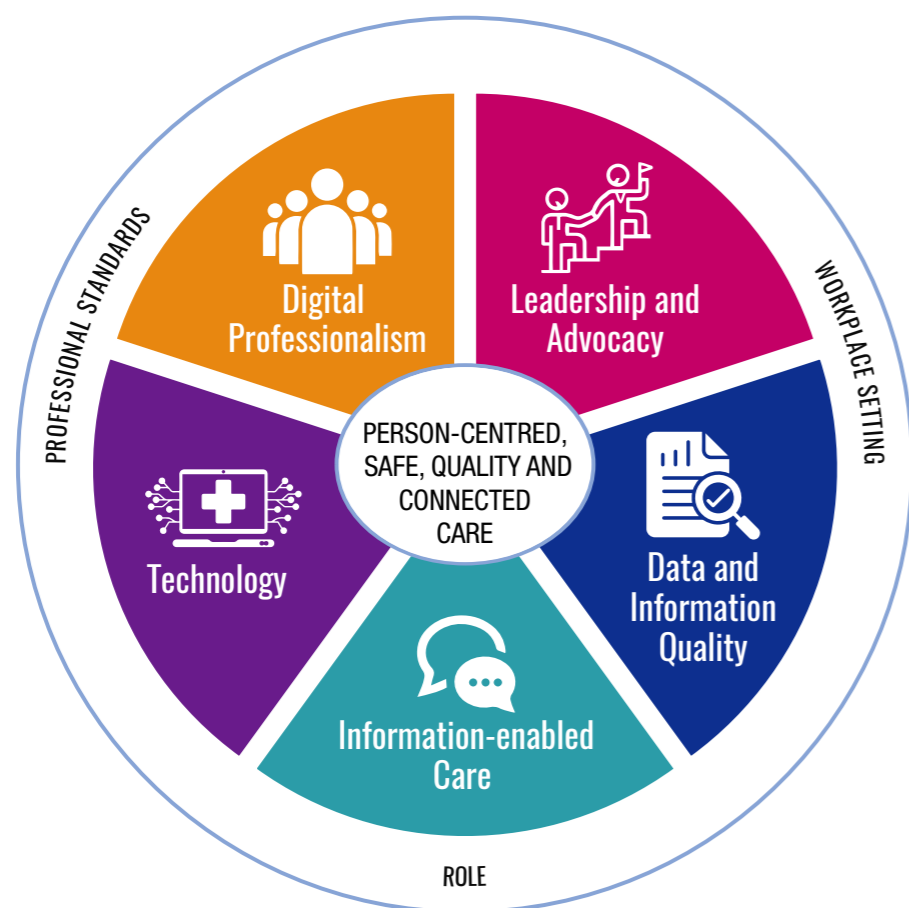 PROFESSIONAL STANDARDS
WORKPLACE SETTING
Digital
Professionalism
Leadership and
Advocacy
PERSON-CENTRED,
SAFE, QUALITY AND
CONNECTED
CARE
Technology
Data and
Information
Quality
Information-enabled
Care
ROLE